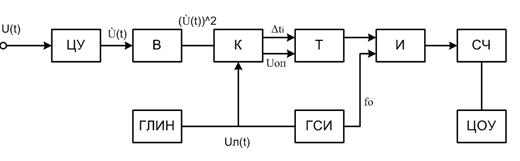 U(t)
ЦУ
U̇(t)
В
(U̇(t))^2
К
Δti
Uоп
Т
И
СЧ
ГЛИН
Uл(t)
ГСИ
fo
ЦОУ